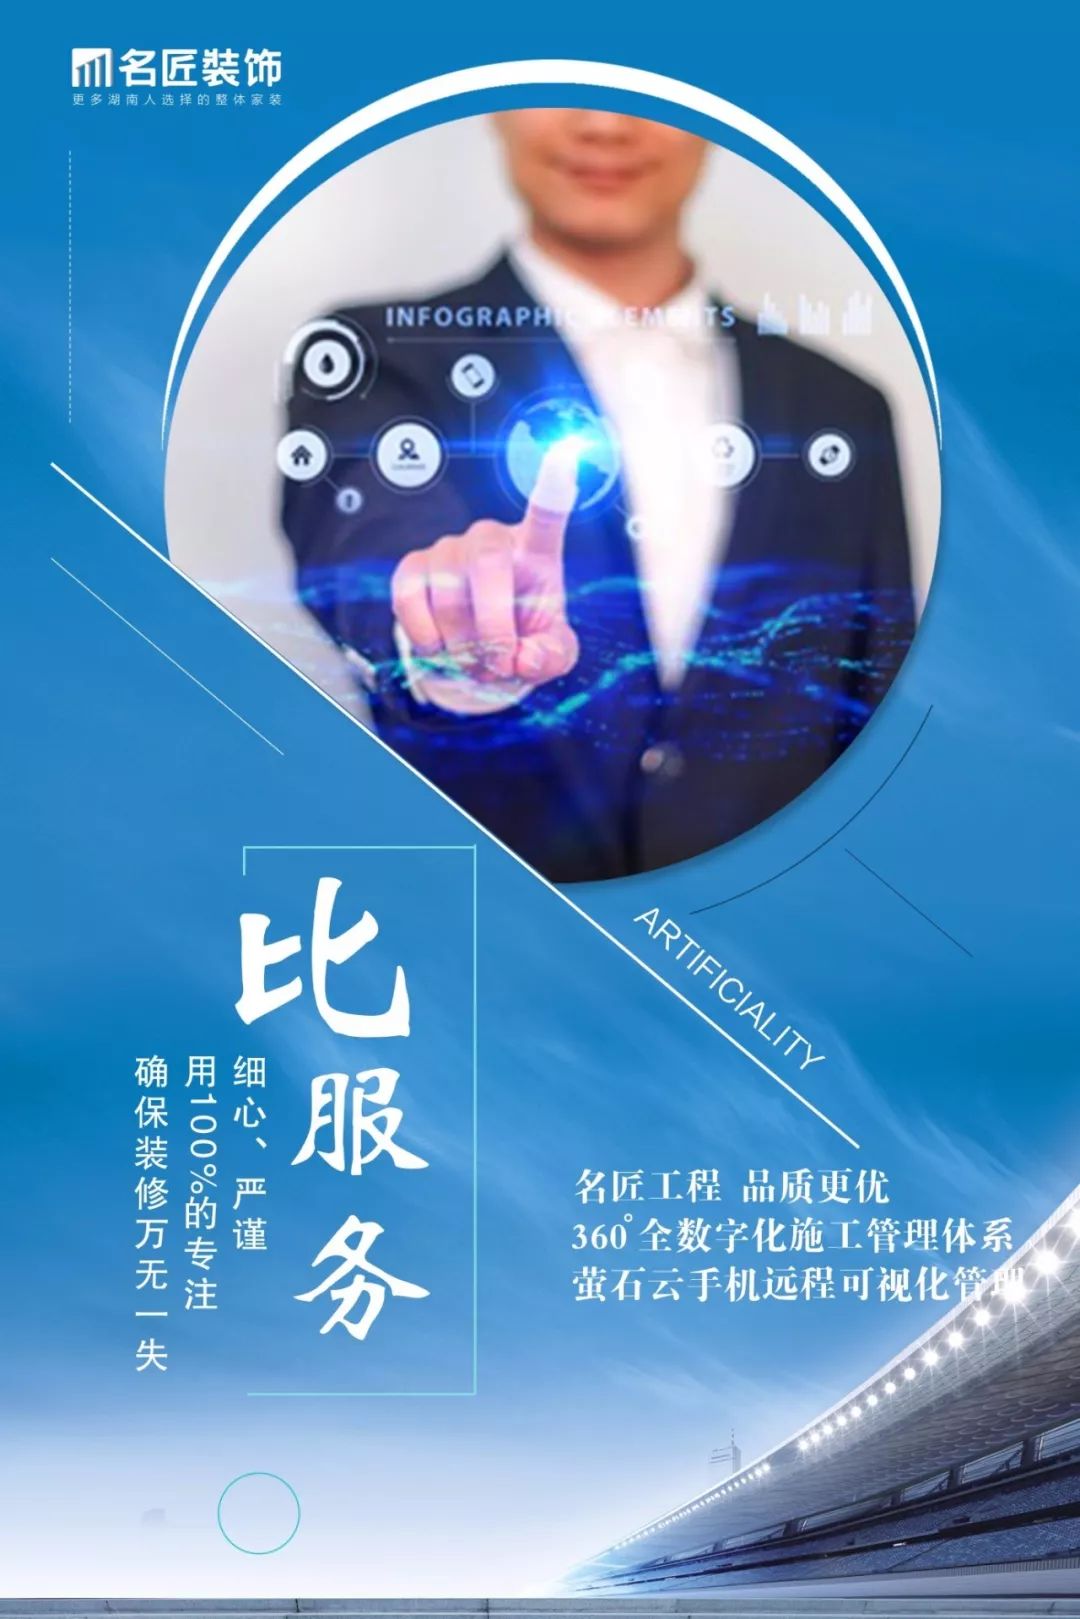 名匠装饰
更多湖南人选择的整体家装
INFOGRAPHIC ELEMENTS
ARTIFICIALITY
比服务
细心、严谨
用100%的专注
确保装修万无一失
名匠工程 品质更优
360°全数字化施工管理体系
萤石云手机远程可视化管理